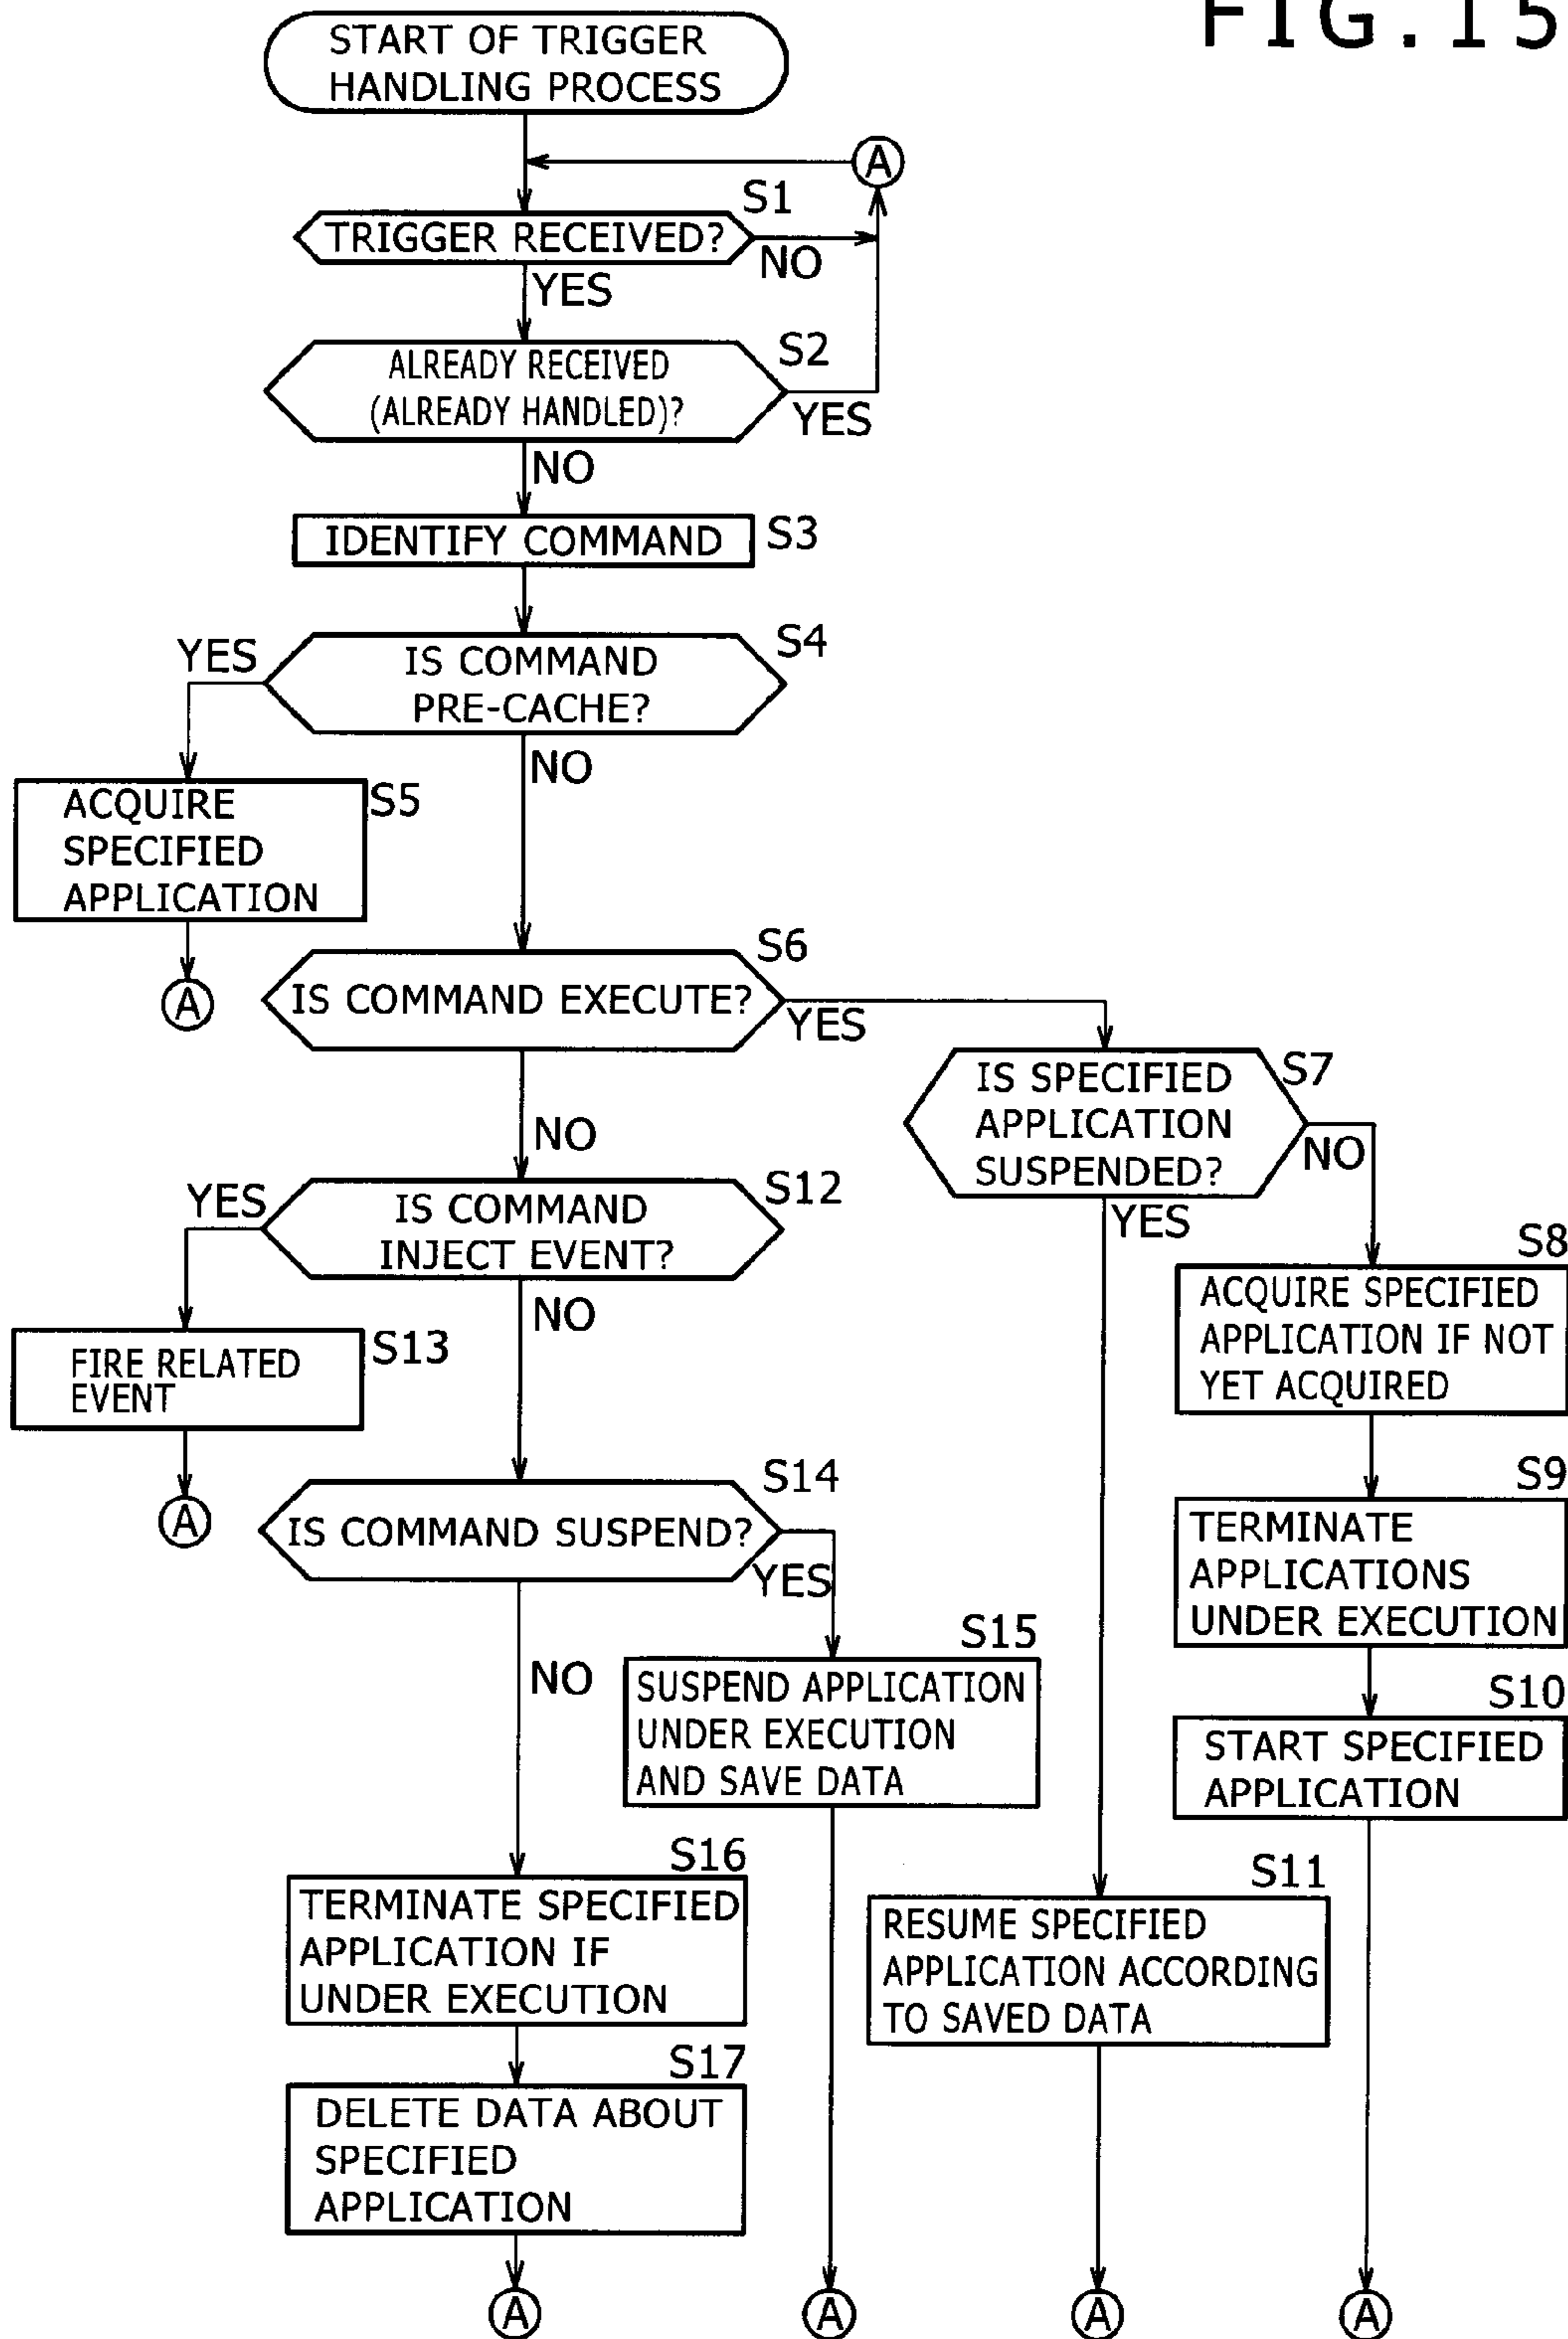 FIG.15
START OF TRIGGER
HANDLING PROCESS
A
S1
TRIGGER RECEIVED?
NO
YES
S2
ALREADY RECEIVED
(ALREADY HANDLED)?
YES
NO
IDENTIFY COMMAND
S3
S4
YES
IS COMMAND
PRE-CACHE?
NO
S5
ACQUIRE
SPECIFIED
APPLICATION
A
S6
IS COMMAND EXECUTE?
YES
NO
S7
IS SPECIFIED
APPLICATION
SUSPENDED?
NO
YES
S12
YES
IS COMMAND
INJECT EVENT?
NO
S13
FIRE RELATED
EVENT
A
S8
ACQUIRE SPECIFIED
APPLICATION IF NOT
YET ACQUIRED
S9
TERMINATE
APPLICATIONS
UNDER EXECUTION
S10
START SPECIFIED
APPLICATION
S14
IS COMMAND SUSPEND?
YES
NO
S15
SUSPEND APPLICATION
UNDER EXECUTION
AND SAVE DATA
S11
RESUME SPECIFIED
APPLICATION ACCORDING
TO SAVED DATA
S16
TERMINATE SPECIFIED
APPLICATION IF
UNDER EXECUTION
S17
DELETE DATA ABOUT
SPECIFIED
APPLICATION
A
A
A
A